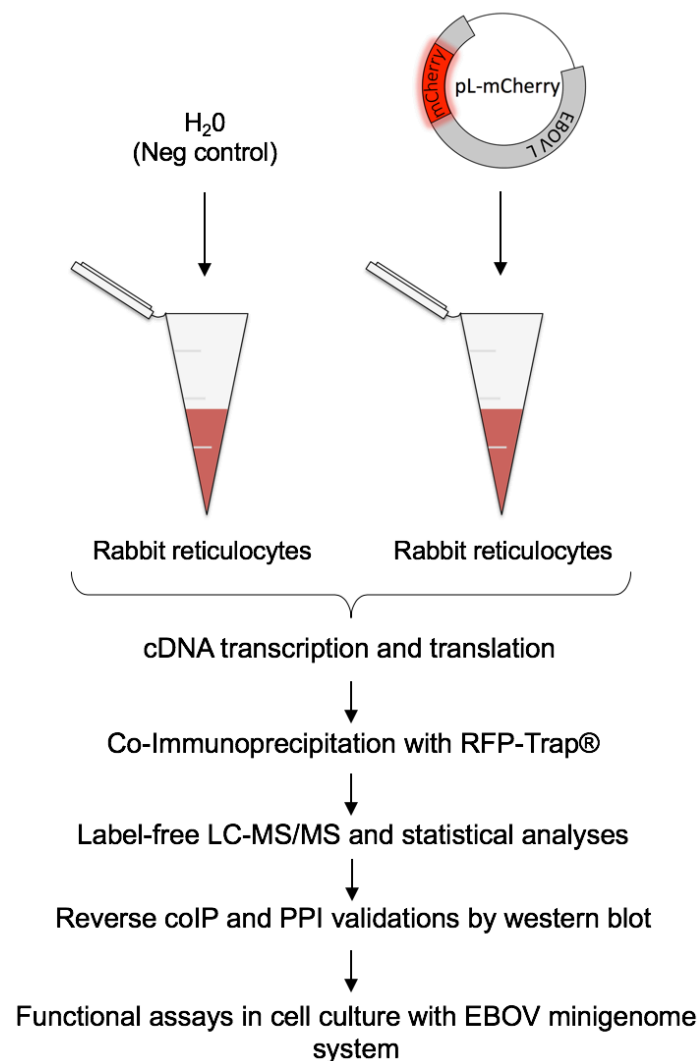 H₂0
(Neg control)
mCherry
pL-mCherry
EBOV L
Rabbit reticulocytes
Rabbit reticulocytes
cDNA transcription and translation
Co-Immunoprecipitation with RFP-Trap®
Label-free LC-MS/MS and statistical analyses
Reverse coIP and PPI validations by western blot
Functional assays in cell culture with EBOV minigenome
system